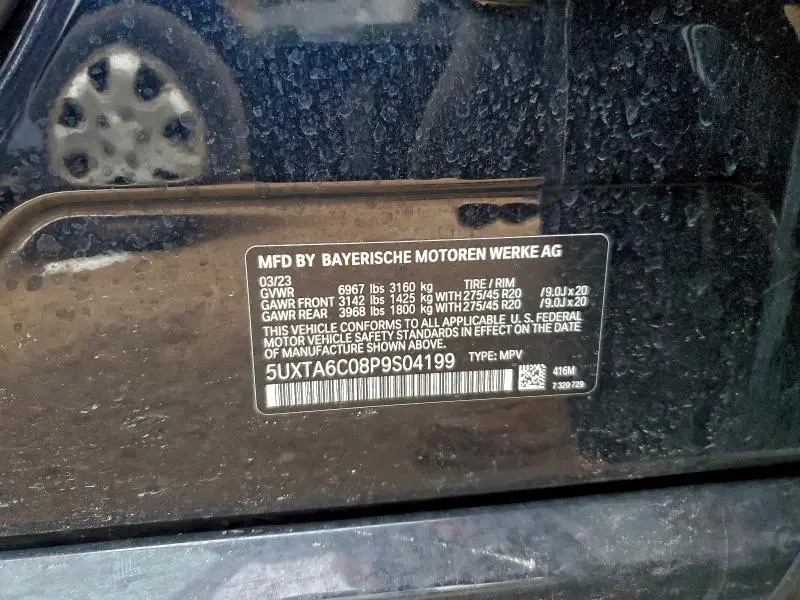 MFD BY BAYERISCHE MOTOREN WERKE AG
03/23 TIRE / RIM
GVWR 6967 lbs 3160 kg
GAWR FRONT 3142 lbs 1425 kg WITH 275/45 R20 /9.0J x 20
GAWR REAR 3968 lbs 1800 kg WITH 275/45 R20 /9.0J x 20
THIS VEHICLE CONFORMS TO ALL APPLICABLE U. S. FEDERAL
MOTOR VEHICLE SAFETY STANDARDS IN EFFECT ON THE DATE
OF MANUFACTURE SHOWN ABOVE.
5UXTA6C08P9S04199 TYPE: MPV
416M
7 320 729